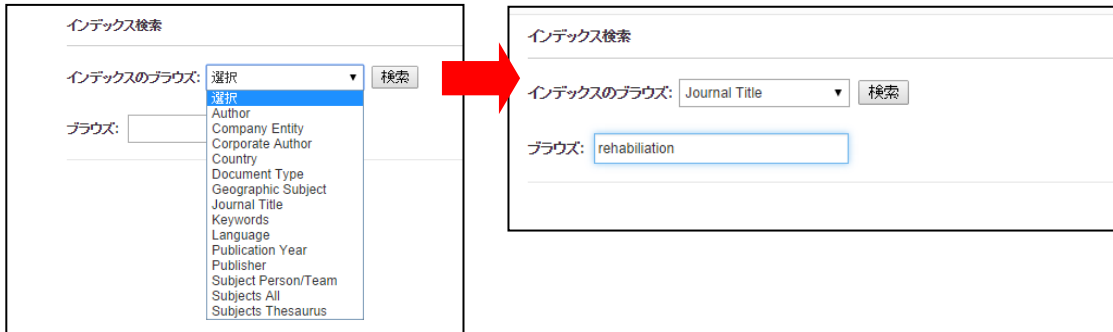 インデックス検索
インデックスのブラウズ: 選択 検索
選択
Author
ブラウズ:
Company Entity
Corporate Author
Country
Document Type
Geographic Subject
Journal Title
Keywords
Language
Publication Year
Publisher
Subject Person/Team
Subjects All
Subjects Thesaurus
インデックス検索
インデックスのブラウズ: Journal Title 検索
ブラウズ: rehabiliation